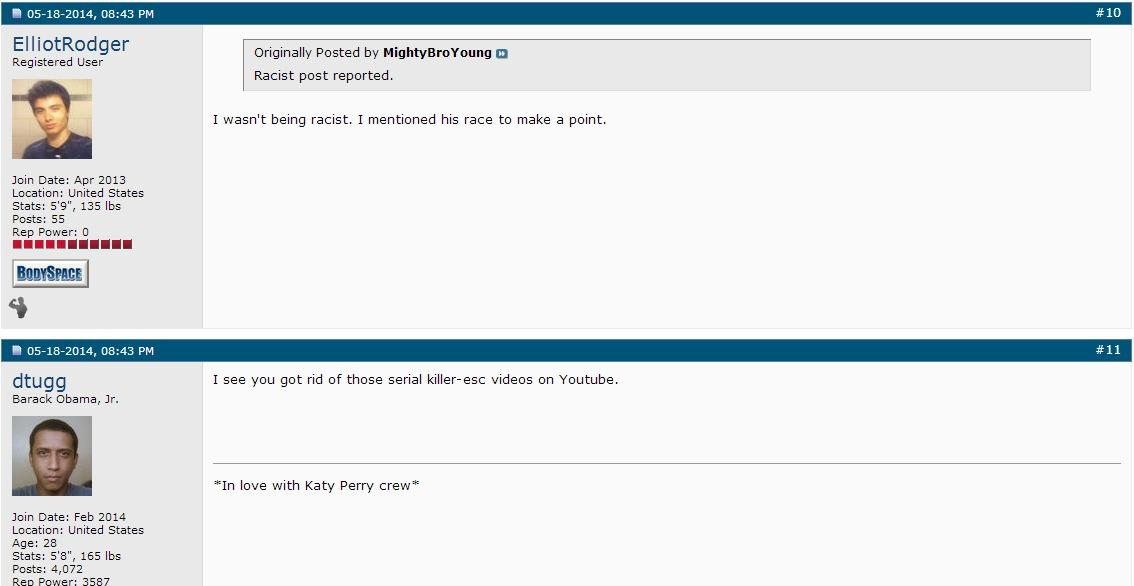 05-18-2014, 08:43 PM #10
ElliotRodger
Registered User
Join Date: Apr 2013
Location: United States
Stats: 5'9", 135 lbs
Posts: 55
Rep Power: 0
BODYSPACE
Originally Posted by MightyBroYoung
Racist post reported.
I wasn't being racist. I mentioned his race to make a point.
05-18-2014, 08:43 PM #11
dtugg
Barack Obama, Jr.
Join Date: Feb 2014
Location: United States
Age: 28
Stats: 5'8", 165 lbs
Posts: 4,072
Rep Power: 3587
I see you got rid of those serial killer-esc videos on Youtube.
*In love with Katy Perry crew*